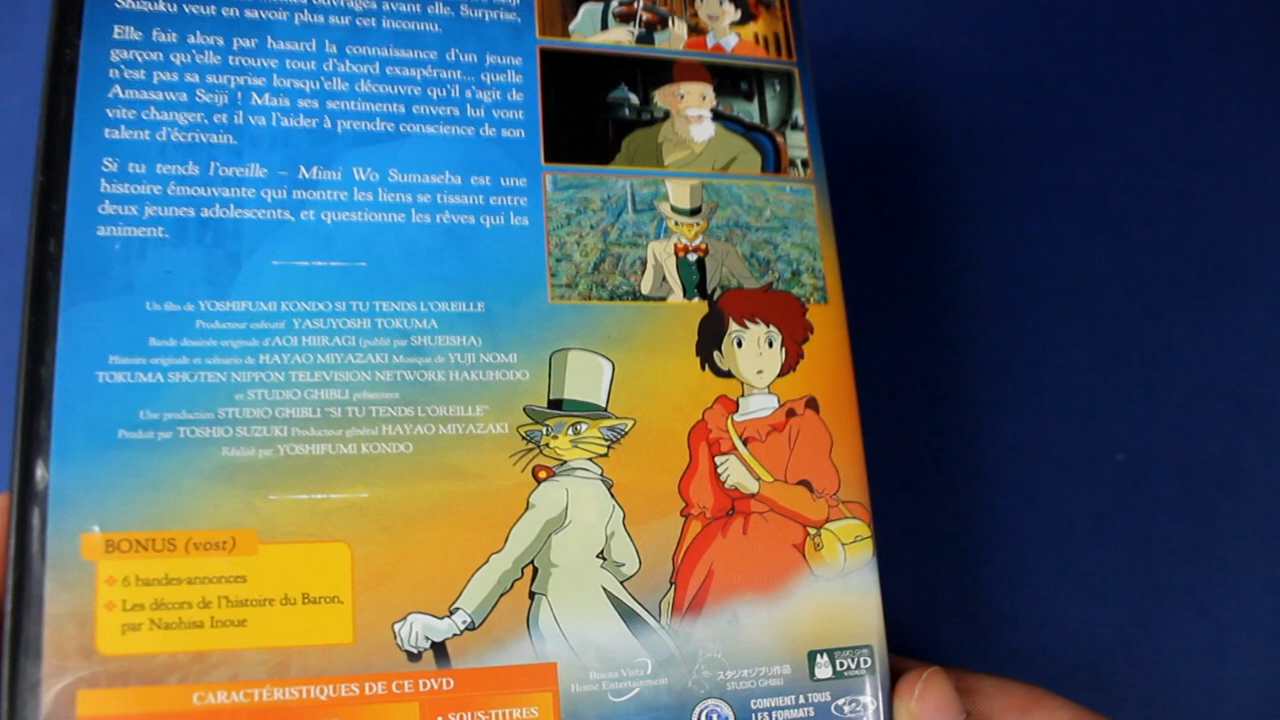 ouvrages avant elle. Surprise,
Shizuku veut en savoir plus sur cet inconnu.
Elle fait alors par hasard la connaissance d'un jeune
garçon qu'elle trouve tout d'abord exaspérant... quelle
n'est pas sa surprise lorsqu'elle découvre qu'il s'agit de
Amasawa Seiji ! Mais ses sentiments envers lui vont
vite changer, et il va l'aider à prendre conscience de son
talent d'écrivain.
Si tu tends l'oreille – Mimi Wo Sumaseba est une
histoire émouvante qui montre les liens se tissant entre
deux jeunes adolescents, et questionne les rêves qui les
animent.
Un film de YOSHIFUMI KONDO SI TU TENDS L'OREILLE
Producteur exécutif YASUYOSHI TOKUMA
Bande dessinée originale d'AOI HIIRAGI (publié par SHUEISHA)
Histoire originale et scénario de HAYAO MIYAZAKI Musique de YUJI NOMI
TOKUMA SHOTEN NIPPON TELEVISION NETWORK HAKUHODO
et STUDIO GHIBLI présentent
Une production STUDIO GHIBLI "SI TU TENDS L'OREILLE"
Produit par TOSHIO SUZUKI Producteur général HAYAO MIYAZAKI
Réalisé par YOSHIFUMI KONDO
BONUS (vost)
6 bandes-annonces
Les décors de l'histoire du Baron,
par Naohisa Inoue
Buena Vista
Home Entertainment
スタジオジブリ作品
STUDIO GHIBLI
STUDIO GHIBLI
DVD
VIDEO
CARACTÉRISTIQUES DE CE DVD
• SOUS-TITRES
CONVIENT A TOUS
LES FORMATS
2